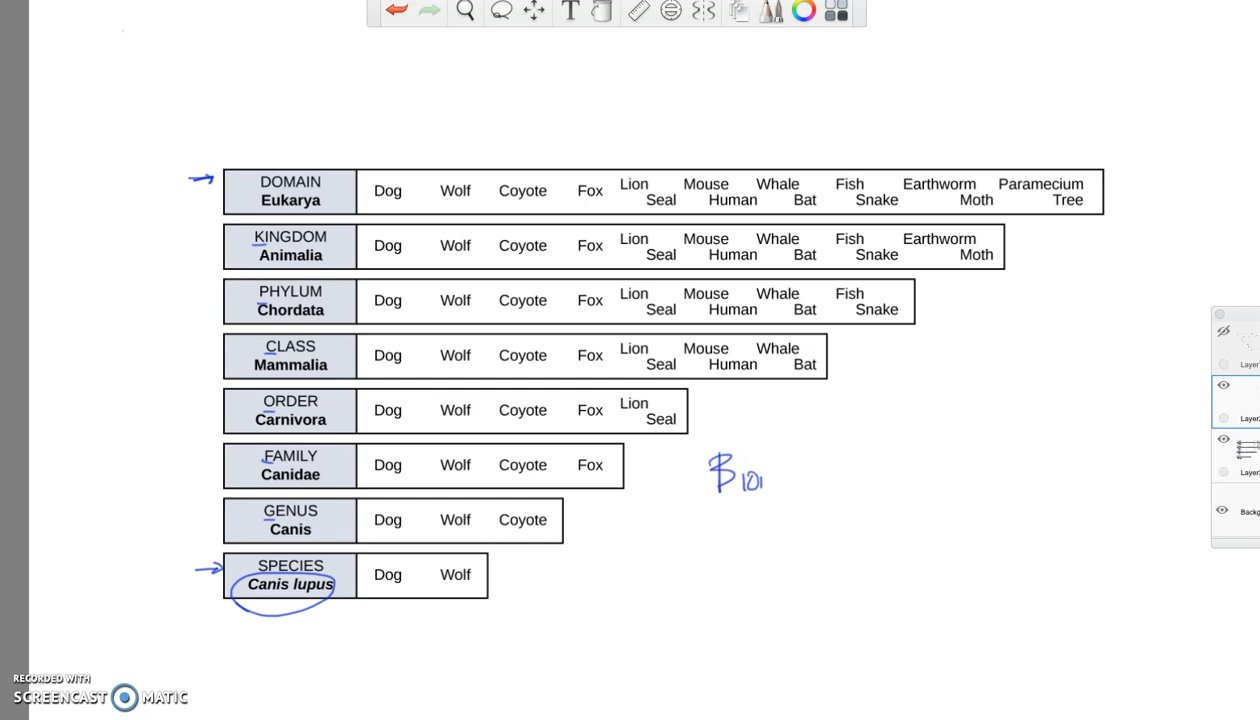 DOMAIN
Eukarya
Dog Wolf Coyote Fox Lion Mouse Whale Fish Earthworm Paramecium
Seal Human Bat Snake Moth Tree
KINGDOM
Animalia
Dog Wolf Coyote Fox Lion Mouse Whale Fish Earthworm
Seal Human Bat Snake Moth
PHYLUM
Chordata
Dog Wolf Coyote Fox Lion Mouse Whale Fish
Seal Human Bat Snake
CLASS
Mammalia
Dog Wolf Coyote Fox Lion Mouse Whale
Seal Human Bat
ORDER
Carnivora
Dog Wolf Coyote Fox Lion
Seal
FAMILY
Canidae
Dog Wolf Coyote Fox
GENUS
Canis
Dog Wolf Coyote
SPECIES
Canis lupus
Dog Wolf
Layer
Layer
Layer
Backg
RECORDED WITH
SCREENCAST MATIC